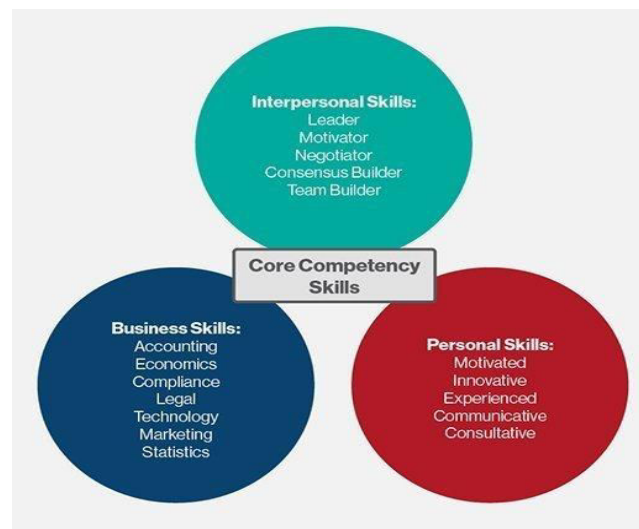 Interpersonal Skills:
Leader
Motivator
Negotiator
Consensus Builder
Team Builder
Core Competency
Skills
Business Skills:
Accounting
Economics
Compliance
Legal
Technology
Marketing
Statistics
Personal Skills:
Motivated
Innovative
Experienced
Communicative
Consultative